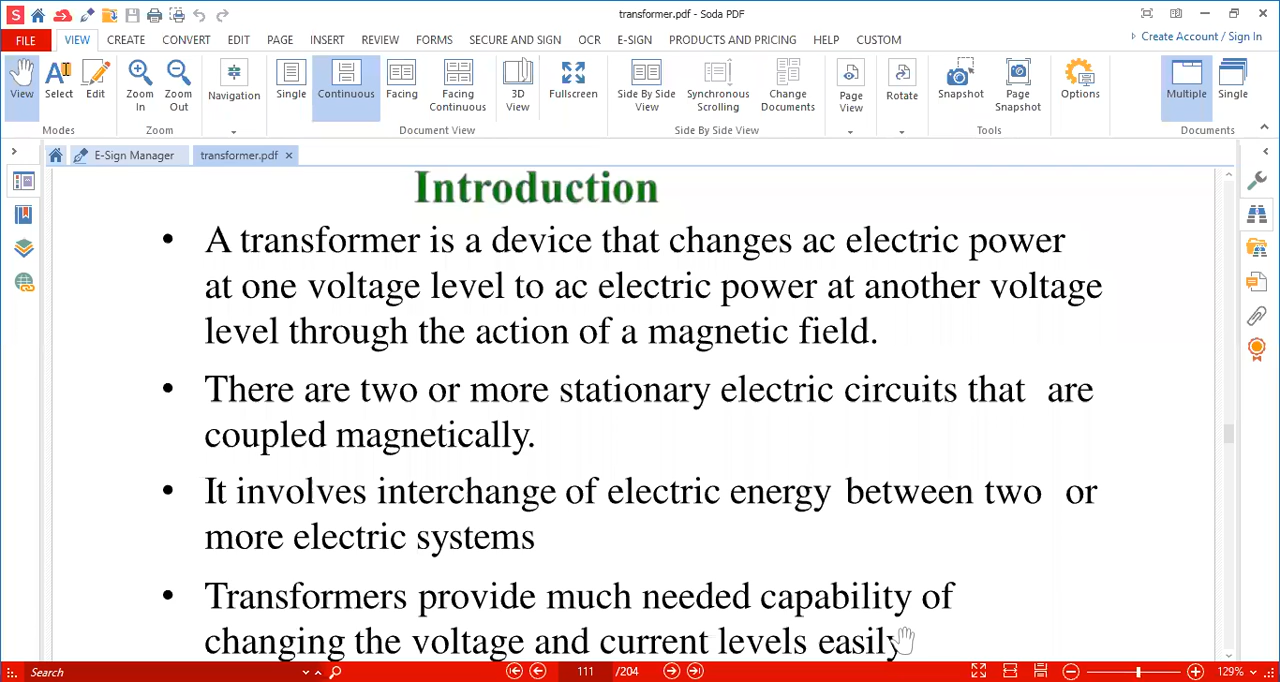 transformer.pdf - Soda PDF
FILE VIEW CREATE CONVERT EDIT PAGE INSERT REVIEW FORMS SECURE AND SIGN OCR E-SIGN PRODUCTS AND PRICING HELP CUSTOM Create Account / Sign In
View Select Edit Zoom In Zoom Out Navigation Single Continuous Facing Facing Continuous 3D View Fullscreen Side By Side View Synchronous Scrolling Change Documents Page View Rotate Snapshot Page Snapshot Options Multiple Single
Modes Zoom Document View Side By Side View Tools Documents
E-Sign Manager transformer.pdf
Introduction
• A transformer is a device that changes ac electric power
at one voltage level to ac electric power at another voltage
level through the action of a magnetic field.
• There are two or more stationary electric circuits that are
coupled magnetically.
• It involves interchange of electric energy between two or
more electric systems
• Transformers provide much needed capability of
changing the voltage and current levels easily
Search 111 /204 129%